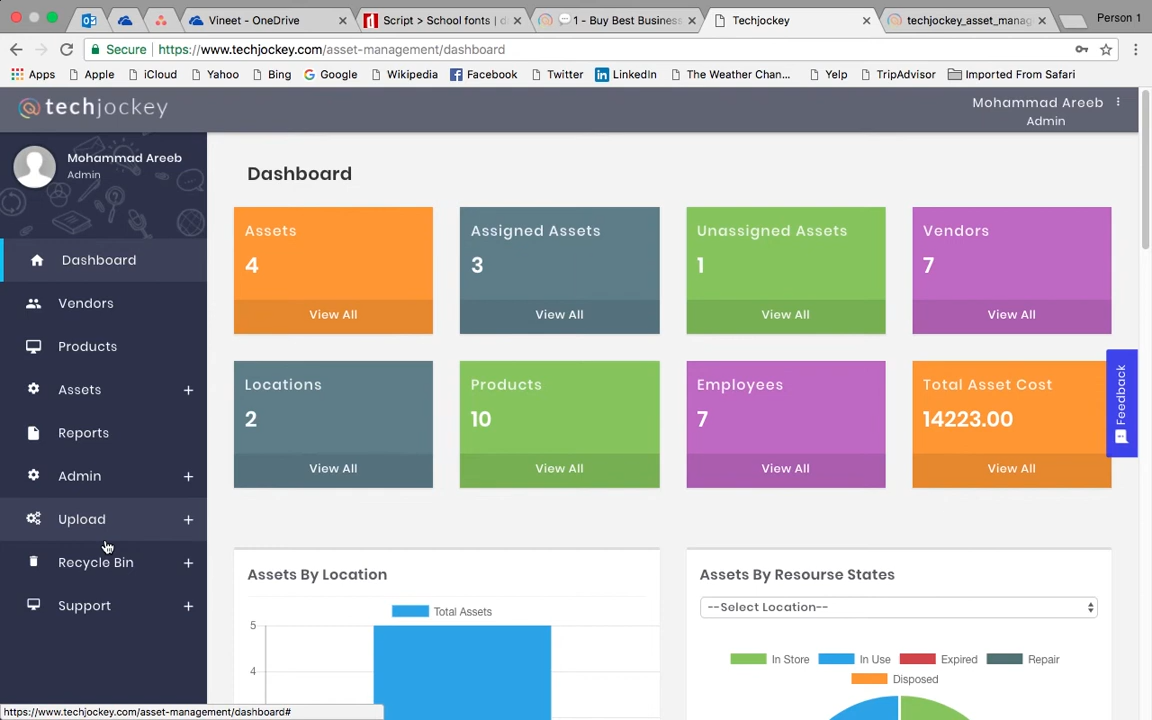 Vineet - OneDrive
Script > School fonts | d
1 - Buy Best Business
Techjockey
techjockey_asset_manag
Person 1
Secure https://www.techjockey.com/asset-management/dashboard
Apps Apple iCloud Yahoo Bing Google Wikipedia Facebook Twitter LinkedIn The Weather Chan... Yelp TripAdvisor Imported From Safari
techjockey
Mohammad Areeb
Admin
Mohammad Areeb
Admin
Dashboard
Vendors
Products
Assets +
Reports
Admin +
Upload +
Recycle Bin +
Support +
Dashboard
Assets
4
View All
Assigned Assets
3
View All
Unassigned Assets
1
View All
Vendors
7
View All
Locations
2
View All
Products
10
View All
Employees
7
View All
Total Asset Cost
14223.00
View All
Feedback
Assets By Location
Total Assets
5
4
Assets By Resourse States
--Select Location--
In Store In Use Expired Repair
Disposed
https://www.techjockey.com/asset-management/dashboard#